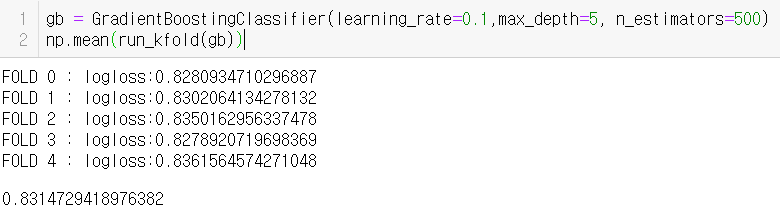 1 gb = GradientBoostingClassifier(learning_rate=0.1,max_depth=5, n_estimators=500)
2 np.mean(run_kfold(gb))
FOLD 0 : logloss:0.8280934710296887
FOLD 1 : logloss:0.8302064134278132
FOLD 2 : logloss:0.8350162956337478
FOLD 3 : logloss:0.8278920719698369
FOLD 4 : logloss:0.8361564574271048
0.8314729418976382